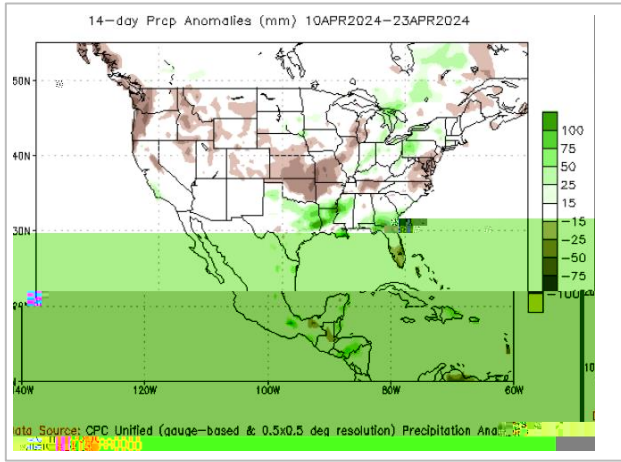 14-day Prcp Anomalies (mm) 10APR2024-23APR2024
50N
40N
30N
100
75
50
25
15
-15
-25
-50
-75
-100
120W
100W
80W
60W
Source: CPC Unified (gauge-based & 0.5x0.5 deg resolution) Precipitation